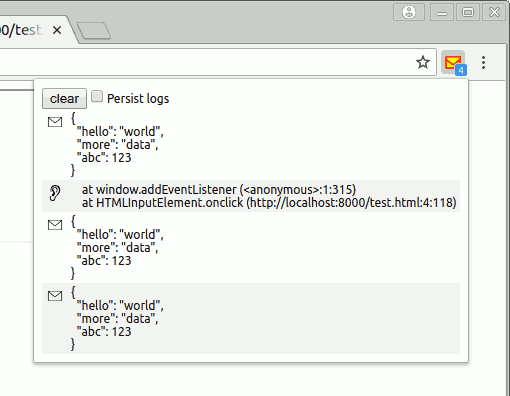 00/test
4
clear Persist logs
{
"hello": "world",
"more": "data",
"abc": 123
}
at window.addEventListener (<anonymous>:1:315)
at HTMLInputElement.onclick (http://localhost:8000/test.html:4:118)
{
"hello": "world",
"more": "data",
"abc": 123
}
{
"hello": "world",
"more": "data",
"abc": 123
}